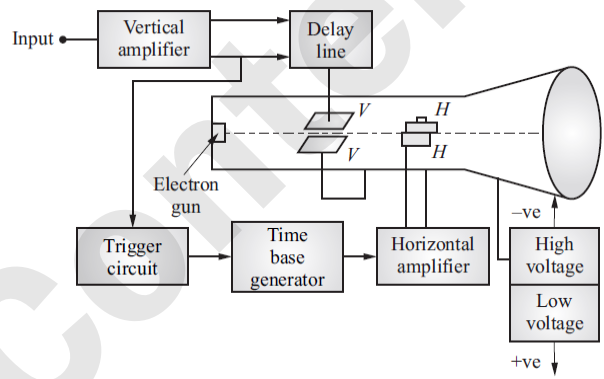 Input
Vertical
amplifier
Delay
line
V
H
V
H
Electron
gun
Trigger
circuit
Time
base
generator
Horizontal
amplifier
–ve
High
voltage
Low
voltage
+ve
conte